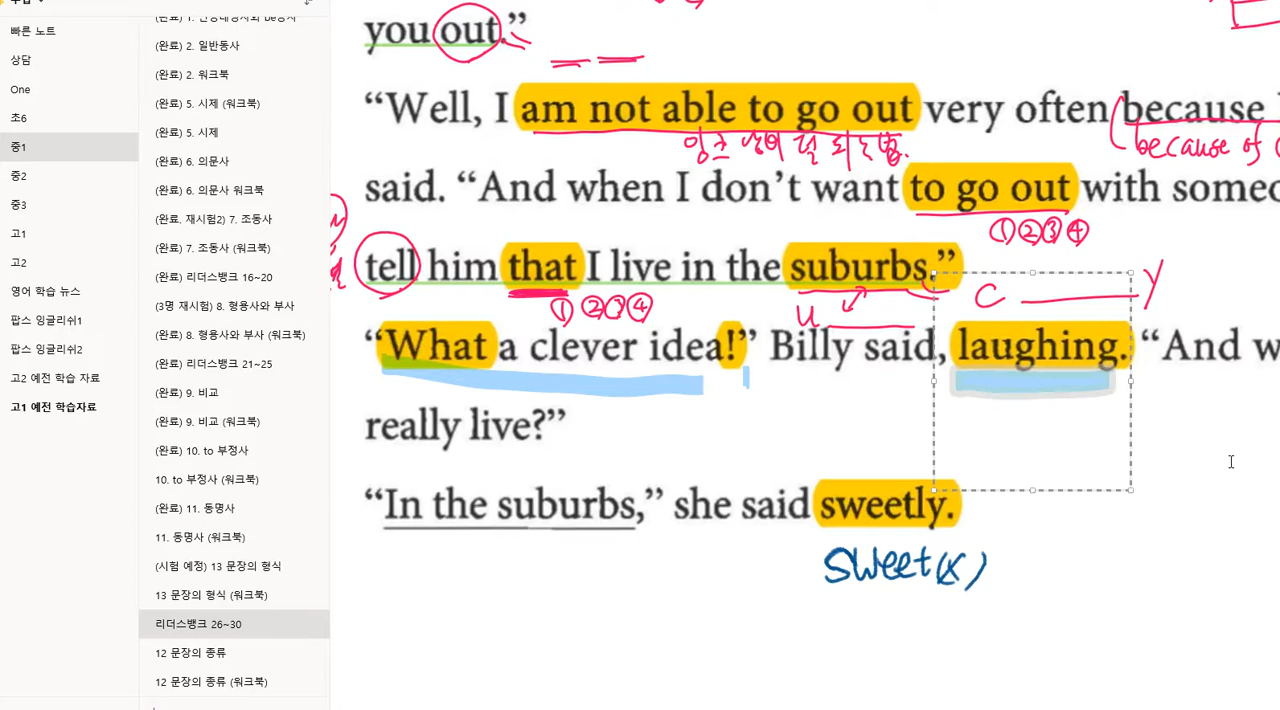 빠른 노트
상담
One
초6
중1
중2
중3
고1
고2
영어 학습 뉴스
팝스 잉글리쉬1
팝스 잉글리쉬2
고2 예전 학습 자료
고1 예전 학습자료
(완료) 2. 일반동사
(완료) 2. 워크북
(완료) 5. 시제 (워크북)
(완료) 5. 시제
(완료) 6. 의문사
(완료) 6. 의문사 워크북
(완료. 재시험2) 7. 조동사
(완료) 7. 조동사 (워크북)
(완료) 리더스뱅크 16~20
(3명 재시험) 8. 형용사와 부사
(완료) 8. 형용사와 부사 (워크북)
(완료) 리더스뱅크 21~25
(완료) 9. 비교
(완료) 9. 비교 (워크북)
(완료) 10. to 부정사
10. to 부정사 (워크북)
(완료) 11. 동명사
11. 동명사 (워크북)
(시험 예정) 13 문장의 형식
13 문장의 형식 (워크북)
리더스뱅크 26~30
12 문장의 종류
12 문장의 종류 (워크북)
you out.”
“Well, I am not able to go out very often because
because of
said. “And when I don’t want to go out with
① ② ③ ④
tell him that I live in the suburbs.”
① ② ③ ④
u
c y
“What a clever idea!” Billy said, laughing. “And
really live?”
“In the suburbs,” she said sweetly.
sweet(x)